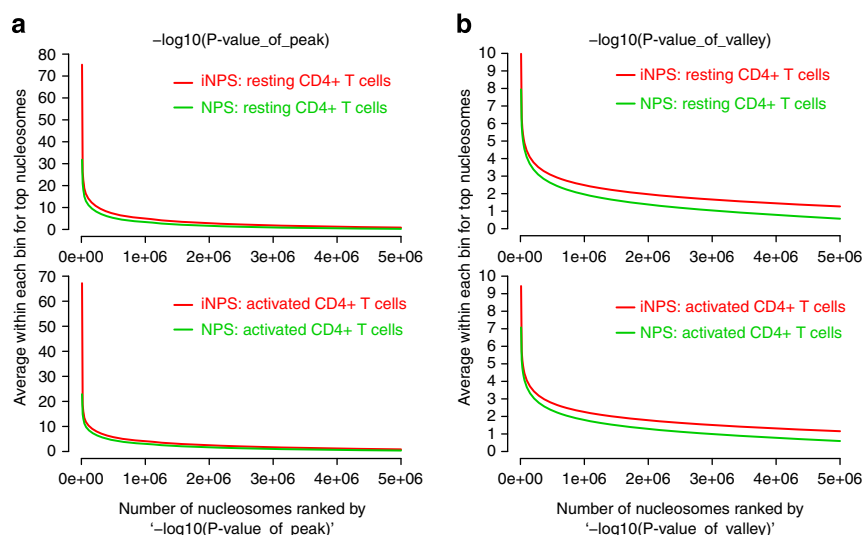 a
−log10(P-value_of_peak)
80
70
60
50
40
30
20
10
0
iNPS: resting CD4+ T cells
NPS: resting CD4+ T cells
0e+00 1e+06 2e+06 3e+06 4e+06 5e+06
70
60
50
40
30
20
10
0
iNPS: activated CD4+ T cells
NPS: activated CD4+ T cells
0e+00 1e+06 2e+06 3e+06 4e+06 5e+06
Average within each bin for top nucleosomes
Number of nucleosomes ranked by
‘−log10(P-value_of_peak)’
b
−log10(P-value_of_valley)
10
9
8
7
6
5
4
3
2
1
0
iNPS: resting CD4+ T cells
NPS: resting CD4+ T cells
0e+00 1e+06 2e+06 3e+06 4e+06 5e+06
10
9
8
7
6
5
4
3
2
1
0
iNPS: activated CD4+ T cells
NPS: activated CD4+ T cells
0e+00 1e+06 2e+06 3e+06 4e+06 5e+06
Average within each bin for top nucleosomes
Number of nucleosomes ranked by
‘−log10(P-value_of_valley)’